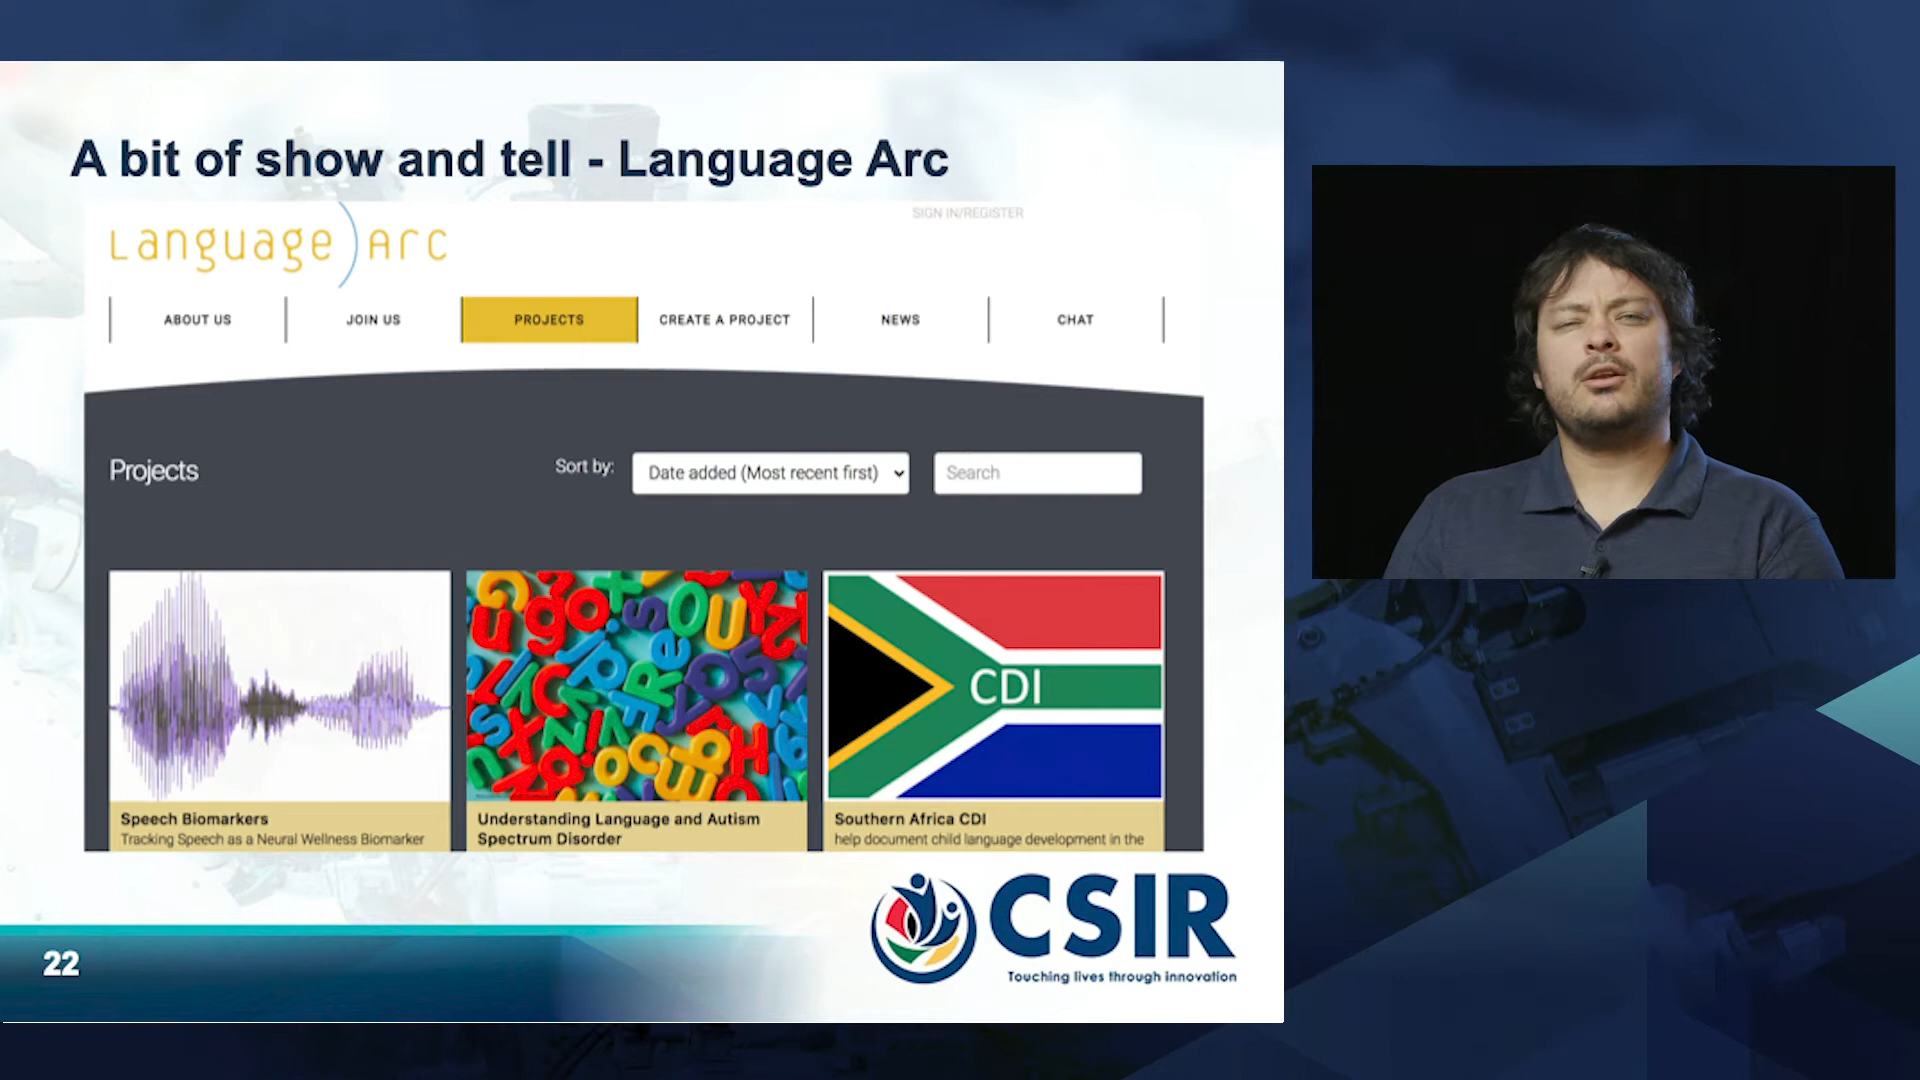 A bit of show and tell - Language Arc
Language Arc
SIGN IN/REGISTER
ABOUT US
JOIN US
PROJECTS
CREATE A PROJECT
NEWS
CHAT
Projects
Sort by:
Date added (Most recent first)
Search
CDI
Speech Biomarkers
Tracking Speech as a Neural Wellness Biomarker
Understanding Language and Autism
Spectrum Disorder
Southern Africa CDI
help document child language development in the
CSIR
Touching lives through innovation
22